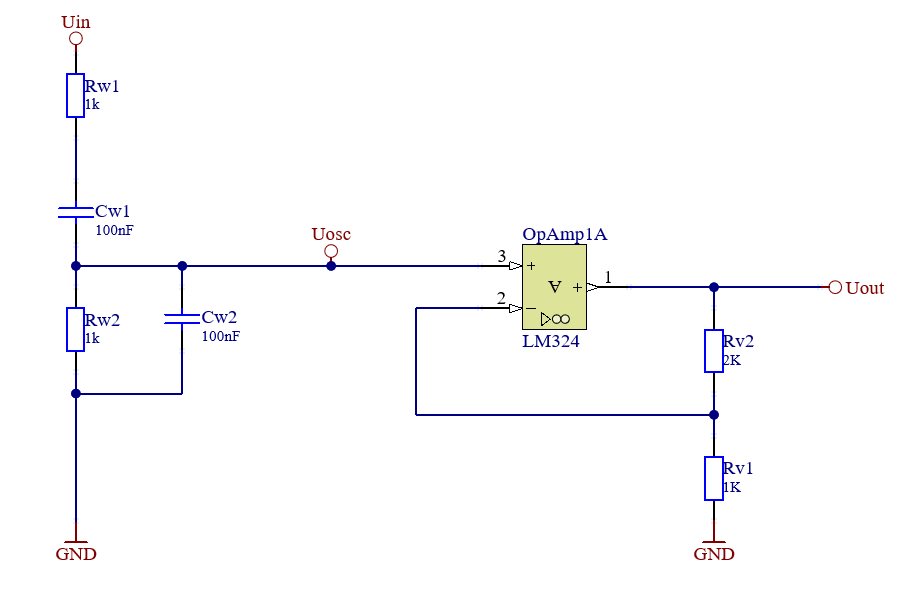 Uin
Rw1
1k
Cw1
100nF
Uosc
Rw2
1k
Cw2
100nF
OpAmp1A
3
+
2
−
A
+
1
▷∞
LM324
Uout
Rv2
2K
Rv1
1K
GND
GND